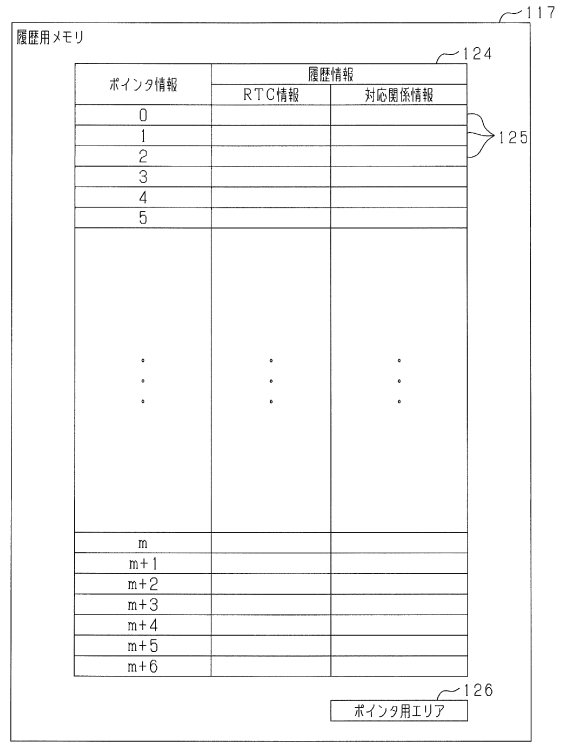 117
履歴用メモリ
124
ポインタ情報 履歴情報
RTC情報 対応関係情報
0
1
125
2
3
4
5
m
m+1
m+2
m+3
m+4
m+5
m+6
126
ポインタ用エリア